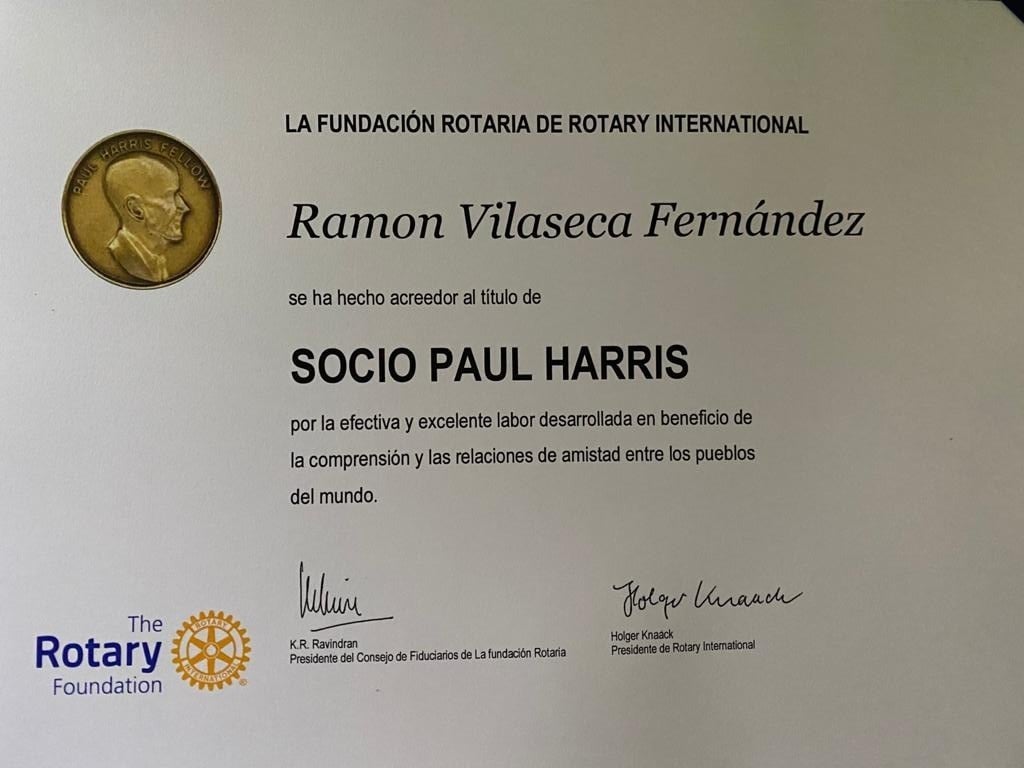 LA FUNDACIÓN ROTARIA DE ROTARY INTERNATIONAL
PAUL HARRIS FELLOW
Ramon Vilaseca Fernández
se ha hecho acreedor al título de
SOCIO PAUL HARRIS
por la efectiva y excelente labor desarrollada en beneficio de
la comprensión y las relaciones de amistad entre los pueblos
del mundo.
Holger Knaack
K.R. Ravindran
Presidente del Consejo de Fiduciarios de La fundación Rotaria
Holger Knaack
Presidente de Rotary International
The
Rotary
Foundation
ROTARY
INTERNATIONAL
®